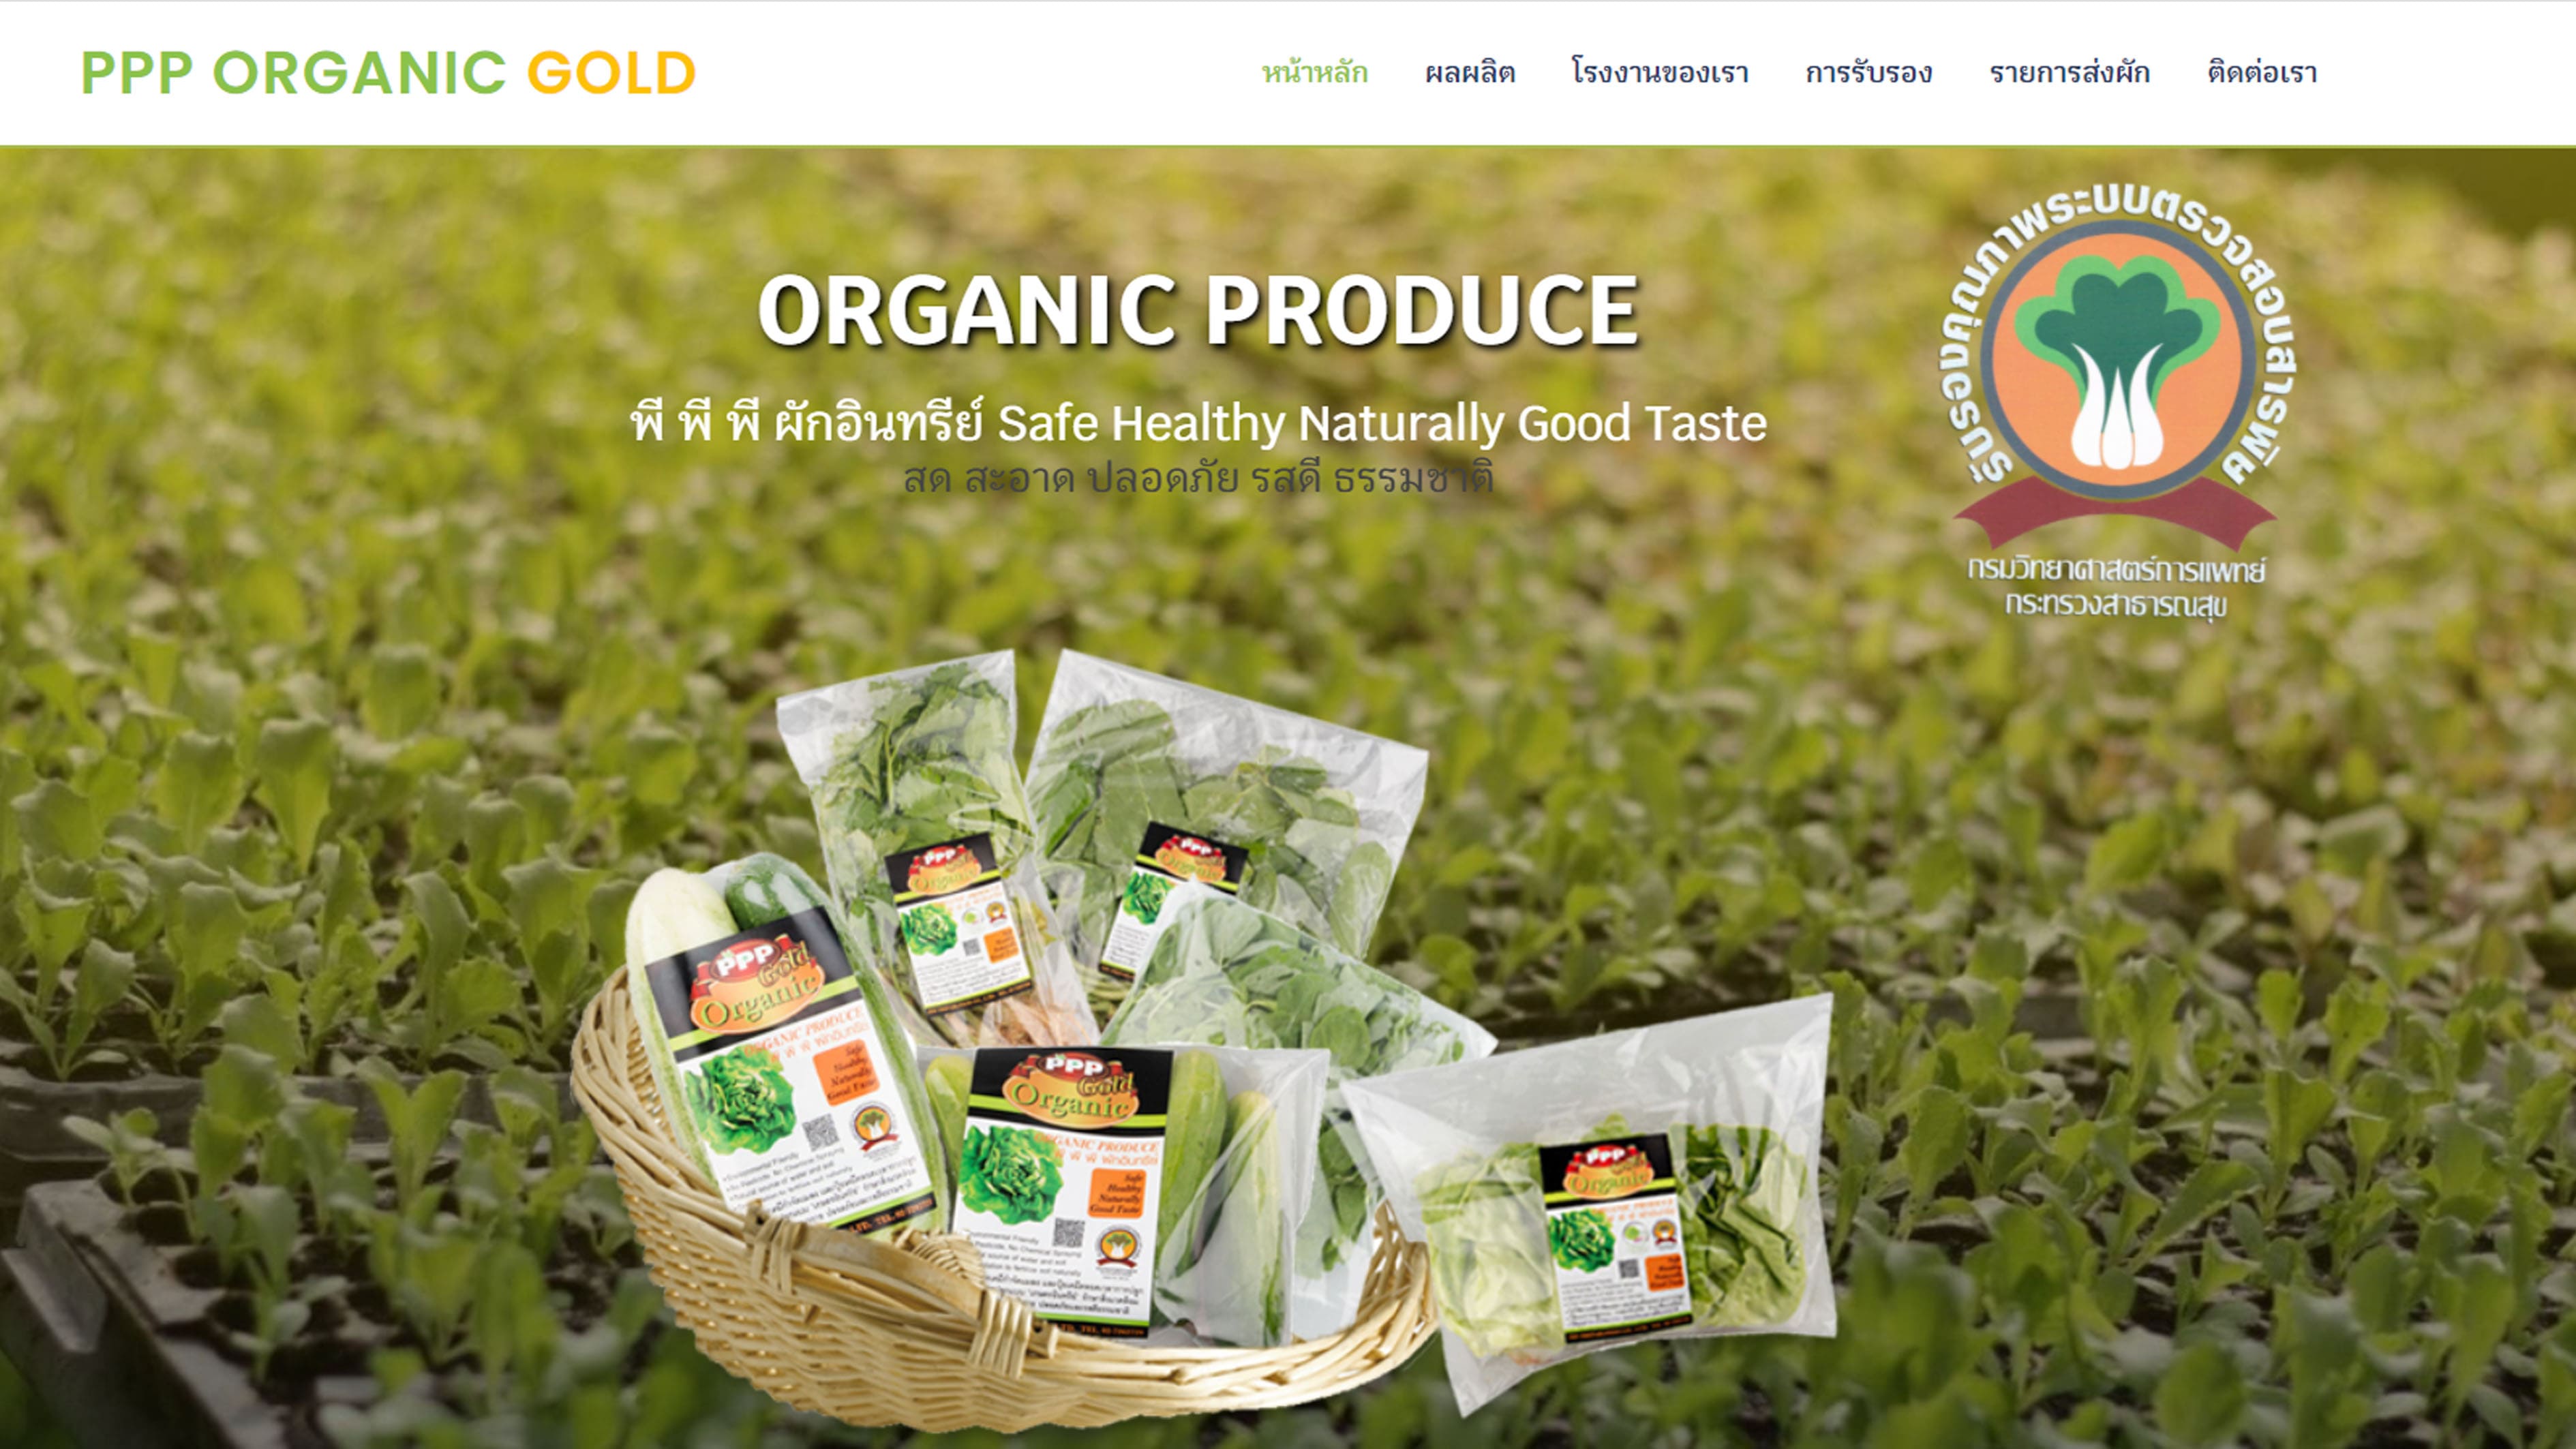 PPP ORGANIC GOLD
หน้าหลัก ผลผลิต โรงงานของเรา การรับรอง รายการส่งผัก ติดต่อเรา
ORGANIC PRODUCE
พี พี พี ผักอินทรีย์ Safe Healthy Naturally Good Taste
สด สะอาด ปลอดภัย รสดี ธรรมชาติ
รับรองคุณภาพระบบตรวจสอบสารพิษ
กรมวิทยาศาสตร์การแพทย์
กระทรวงสาธารณสุข
PPP
Gold
Organic
PPP
Gold
Organic
PPP
Gold
Organic
ORGANIC PRODUCE
พี พี พี ผักอินทรีย์
Safe
Healthy
Naturally
Good Taste
PPP
Gold
Organic
ORGANIC PRODUCE
พี พี พี ผักอินทรีย์
Safe
Healthy
Naturally
Good Taste
Environmental Friendly
PPP
Gold
Organic